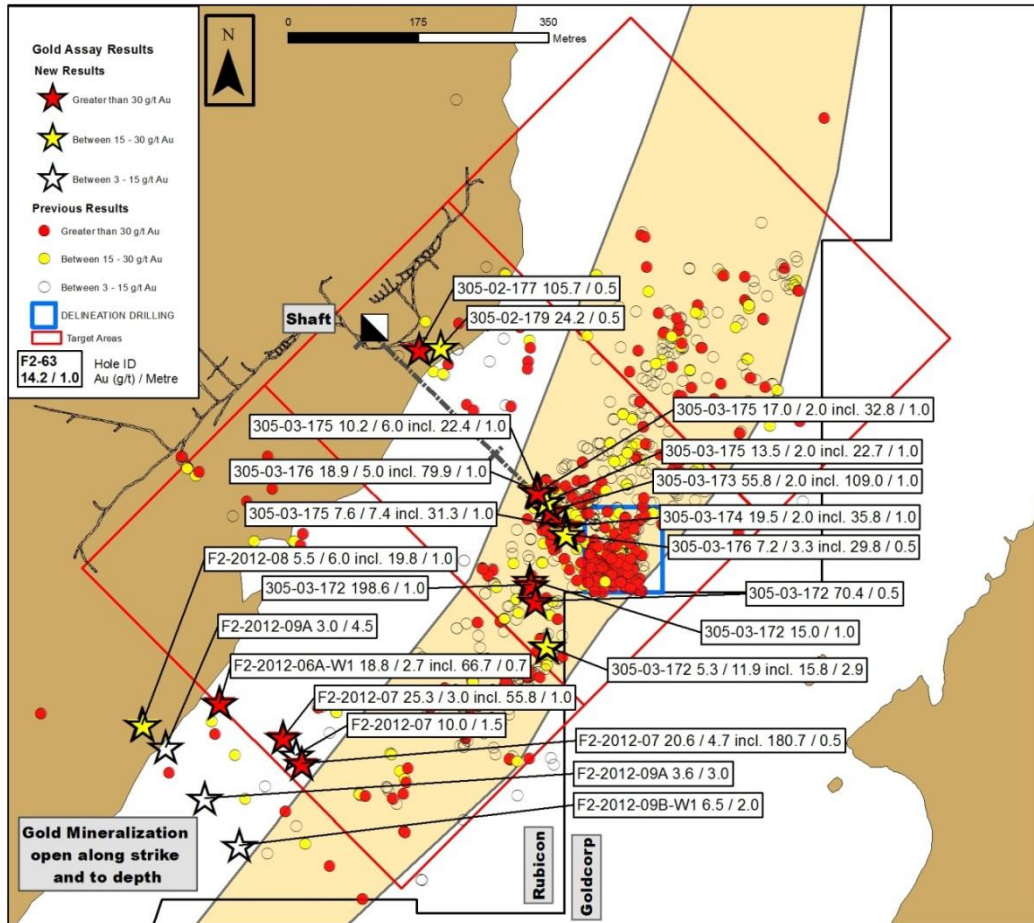 Gold Assay Results
New Results
Greater than 30 g/t Au
Between 15 - 30 g/t Au
Between 3 - 15 g/t Au
Previous Results
Greater than 30 g/t Au
Between 15 - 30 g/t Au
Between 3 - 15 g/t Au
DELINEATION DRILLING
Target Areas
F2-63
14.2 / 1.0
Hole ID
Au (g/t) / Metre
N
0
175
350
Metres
Shaft
305-02-177 105.7 / 0.5
305-02-179 24.2 / 0.5
305-03-175 10.2 / 6.0 incl. 22.4 / 1.0
305-03-176 18.9 / 5.0 incl. 79.9 / 1.0
305-03-175 7.6 / 7.4 incl. 31.3 / 1.0
F2-2012-08 5.5 / 6.0 incl. 19.8 / 1.0
305-03-172 198.6 / 1.0
F2-2012-09A 3.0 / 4.5
F2-2012-06A-W1 18.8 / 2.7 incl. 66.7 / 0.7
F2-2012-07 25.3 / 3.0 incl. 55.8 / 1.0
F2-2012-07 10.0 / 1.5
305-03-175 17.0 / 2.0 incl. 32.8 / 1.0
305-03-175 13.5 / 2.0 incl. 22.7 / 1.0
305-03-173 55.8 / 2.0 incl. 109.0 / 1.0
305-03-174 19.5 / 2.0 incl. 35.8 / 1.0
305-03-176 7.2 / 3.3 incl. 29.8 / 0.5
305-03-172 70.4 / 0.5
305-03-172 15.0 / 1.0
305-03-172 5.3 / 11.9 incl. 15.8 / 2.9
F2-2012-07 20.6 / 4.7 incl. 180.7 / 0.5
F2-2012-09A 3.6 / 3.0
F2-2012-09B-W1 6.5 / 2.0
Gold Mineralization
open along strike
and to depth
Rubicon
Goldcorp